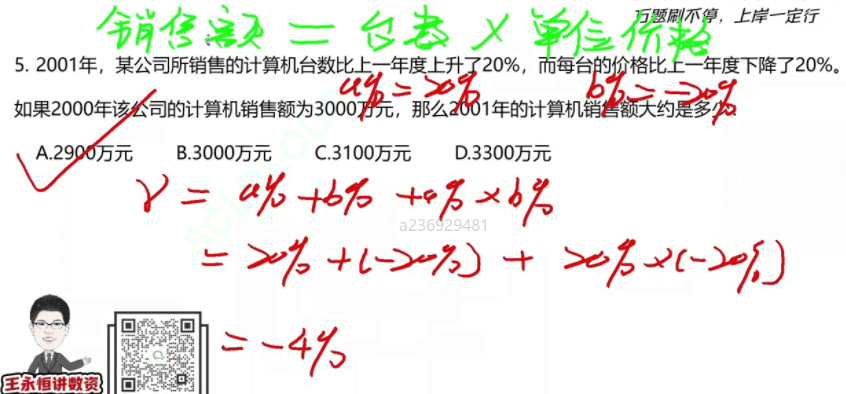 万题刷不停，上岸一定行
销售额 = 台数 × 单位价格
5. 2001年，某公司所销售的计算机台数比上一年度上升了20%，而每台的价格比上一年度下降了20%。
a% = 20%
b% = -20%
如果2000年该公司的计算机销售额为3000万元，那么2001年的计算机销售额大约是多少?
A.2900万元 B.3000万元 C.3100万元 D.3300万元
r = a% + b% + a% × b%
a236929481
= 20% + (-20%) + 20% × (-20%)
= -4%
王永恒讲数资